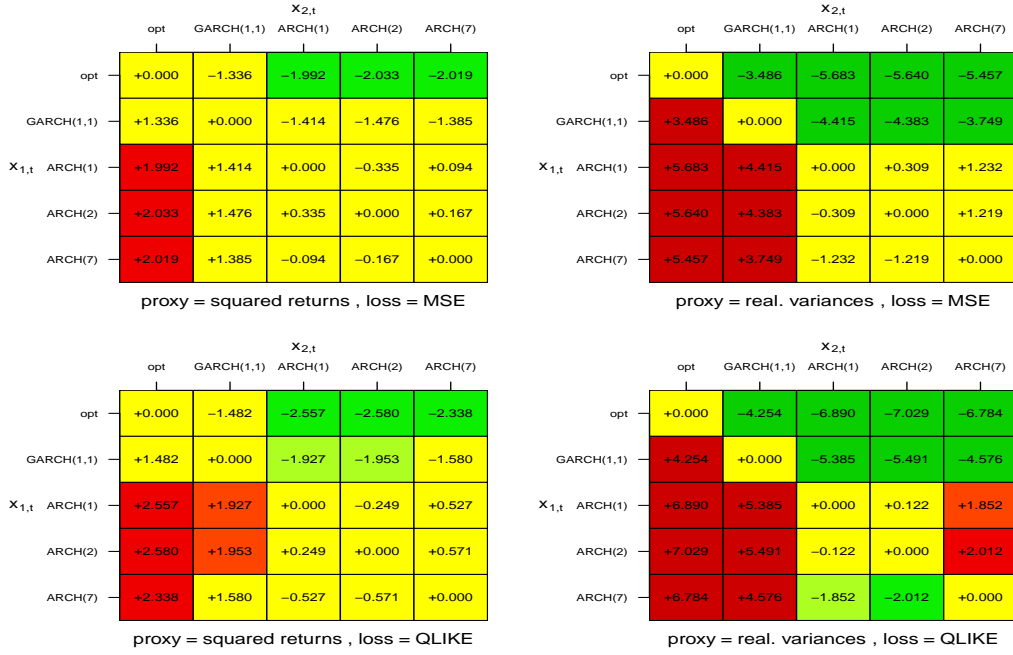 x2,t
opt GARCH(1,1) ARCH(1) ARCH(2) ARCH(7)
opt +0.000 −1.336 −1.992 −2.033 −2.019
GARCH(1,1) +1.336 +0.000 −1.414 −1.476 −1.385
x1,t ARCH(1) +1.992 +1.414 +0.000 −0.335 +0.094
ARCH(2) +2.033 +1.476 +0.335 +0.000 +0.167
ARCH(7) +2.019 +1.385 −0.094 −0.167 +0.000
proxy = squared returns , loss = MSE
x2,t
opt GARCH(1,1) ARCH(1) ARCH(2) ARCH(7)
opt +0.000 −3.486 −5.683 −5.640 −5.457
GARCH(1,1) +3.486 +0.000 −4.415 −4.383 −3.749
x1,t ARCH(1) +5.683 +4.415 +0.000 +0.309 +1.232
ARCH(2) +5.640 +4.383 −0.309 +0.000 +1.219
ARCH(7) +5.457 +3.749 −1.232 −1.219 +0.000
proxy = real. variances , loss = MSE
x2,t
opt GARCH(1,1) ARCH(1) ARCH(2) ARCH(7)
opt +0.000 −1.482 −2.557 −2.580 −2.338
GARCH(1,1) +1.482 +0.000 −1.927 −1.953 −1.580
x1,t ARCH(1) +2.557 +1.927 +0.000 −0.249 +0.527
ARCH(2) +2.580 +1.953 +0.249 +0.000 +0.571
ARCH(7) +2.338 +1.580 −0.527 −0.571 +0.000
proxy = squared returns , loss = QLIKE
x2,t
opt GARCH(1,1) ARCH(1) ARCH(2) ARCH(7)
opt +0.000 −4.254 −6.890 −7.029 −6.784
GARCH(1,1) +4.254 +0.000 −5.385 −5.491 −4.576
x1,t ARCH(1) +6.890 +5.385 +0.000 +0.122 +1.852
ARCH(2) +7.029 +5.491 −0.122 +0.000 +2.012
ARCH(7) +6.784 +4.576 −1.852 −2.012 +0.000
proxy = real. variances , loss = QLIKE